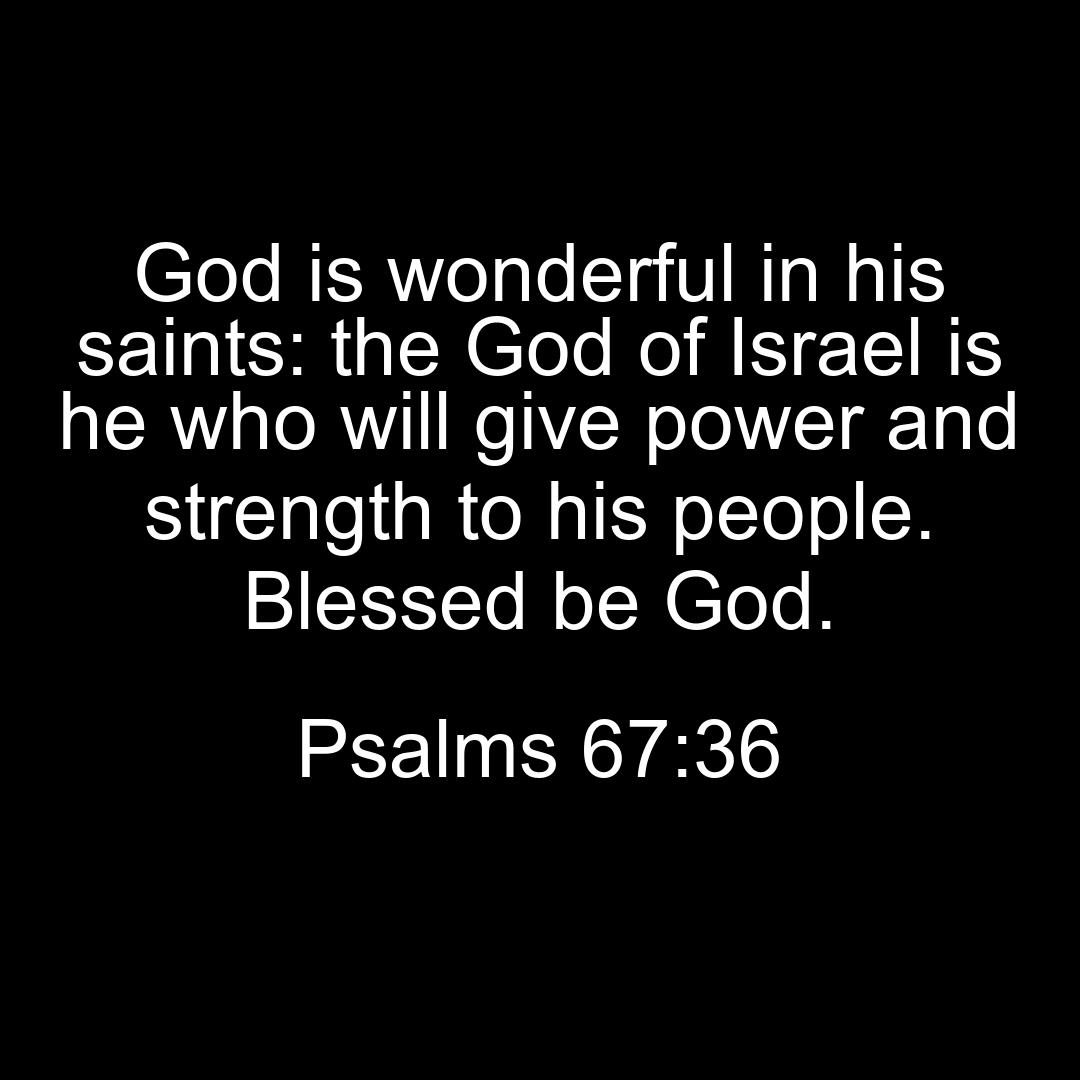 God is wonderful in his
saints: the God of Israel is
he who will give power and
strength to his people.
Blessed be God.
Psalms 67:36